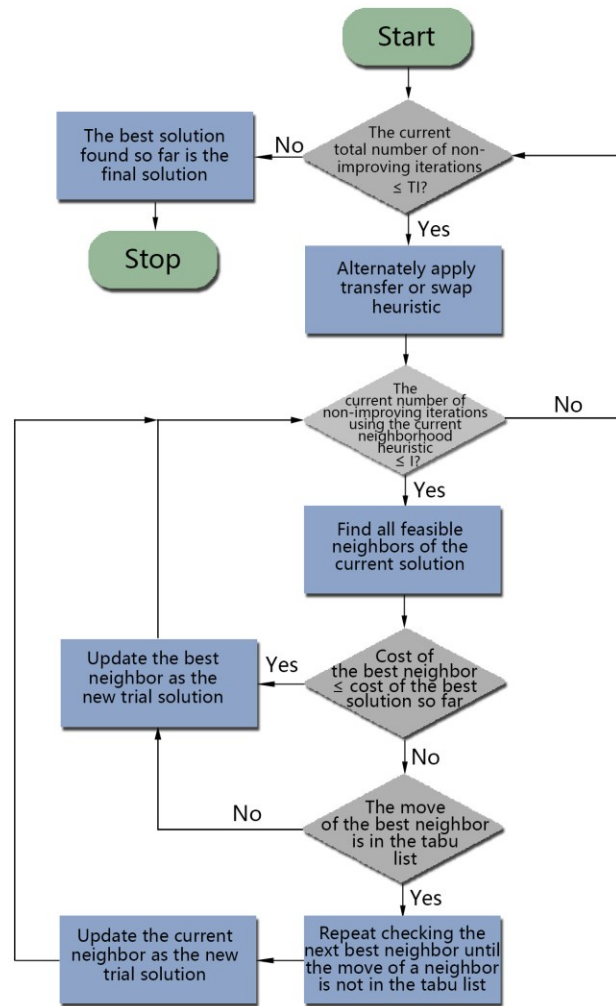 Start
The current
total number of non-
improving iterations
≤ TI?
No
The best solution
found so far is the
final solution
Stop
Yes
Alternately apply
transfer or swap
heuristic
The
current number of
non-improving iterations
using the current
neighborhood
heuristic
≤ I?
No
Yes
Find all feasible
neighbors of the
current solution
Cost of
the best neighbor
≤ cost of the best
solution so far
Yes
Update the best
neighbor as the
new trial solution
No
The move
of the best neighbor
is in the tabu
list
No
Yes
Repeat checking the
next best neighbor until
the move of a neighbor
is not in the tabu list
Update the current
neighbor as the new
trial solution